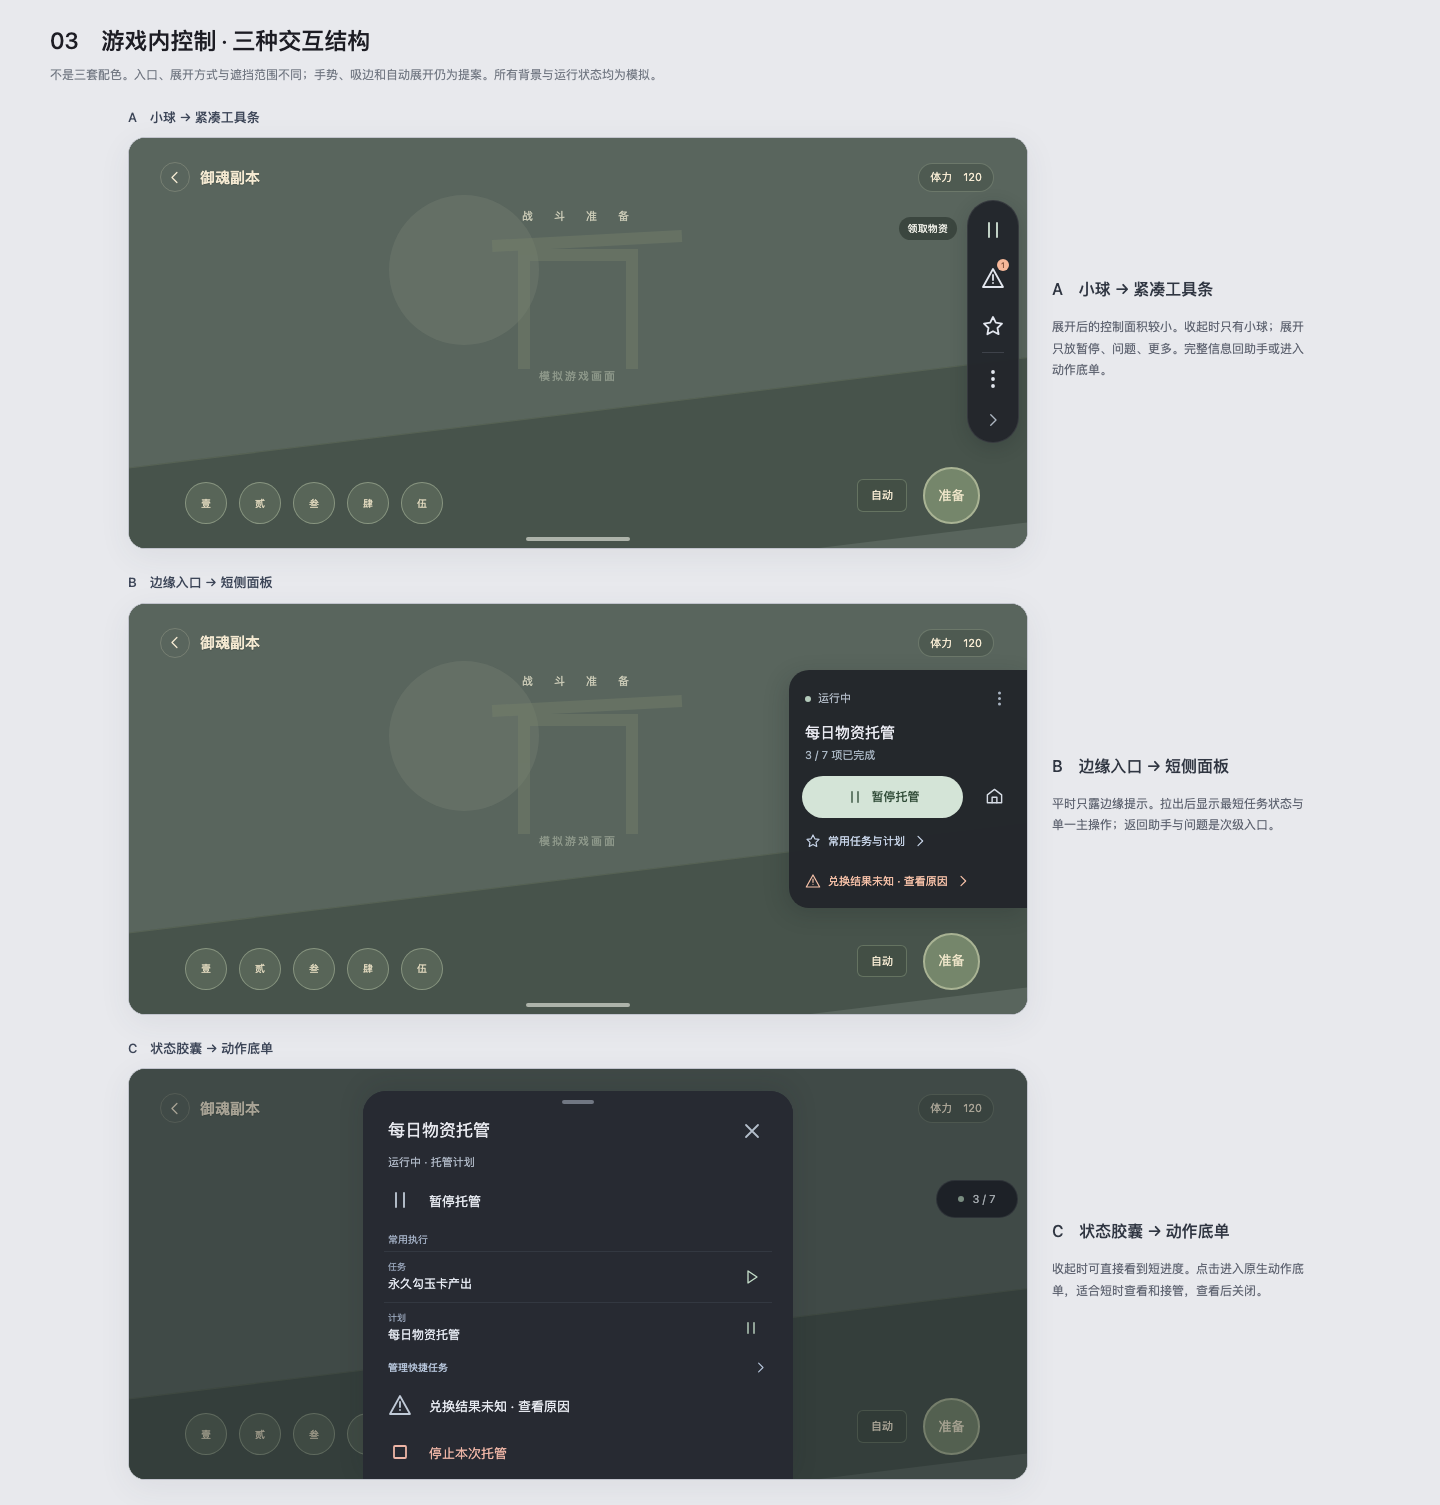 03 游戏内控制 · 三种交互结构
不是三套配色。入口、展开方式与遮挡范围不同；手势、吸边和自动展开仍为提案。所有背景与运行状态均为模拟。
A 小球 → 紧凑工具条
御魂副本
体力 120
战 斗 准 备
领取物资
1
模拟游戏画面
壹 贰 叁 肆 伍
自动
准备
A 小球 → 紧凑工具条
展开后的控制面积较小。收起时只有小球；展开
只放暂停、问题、更多。完整信息回助手或进入
动作底单。
B 边缘入口 → 短侧面板
御魂副本
体力 120
战 斗 准 备
模拟游戏画面
运行中
每日物资托管
3 / 7 项已完成
暂停托管
常用任务与计划
兑换结果未知 · 查看原因
壹 贰 叁 肆 伍
自动
准备
B 边缘入口 → 短侧面板
平时只露边缘提示。拉出后显示最短任务状态与
单一主操作；返回助手与问题是次级入口。
C 状态胶囊 → 动作底单
御魂副本
体力 120
每日物资托管
运行中 · 托管计划
暂停托管
常用执行
任务
永久勾玉卡产出
计划
每日物资托管
管理快捷任务
兑换结果未知 · 查看原因
停止本次托管
3 / 7
壹 贰 叁
自动
准备
C 状态胶囊 → 动作底单
收起时可直接看到短进度。点击进入原生动作底
单，适合短时查看和接管，查看后关闭。